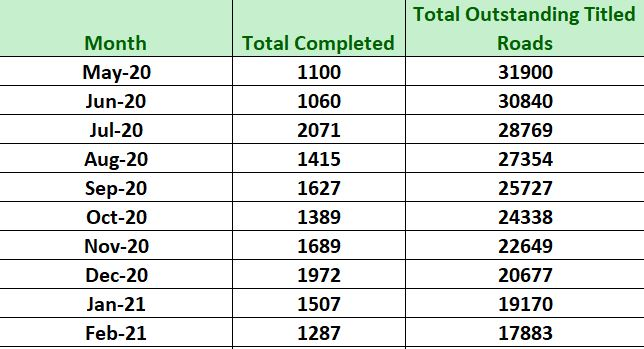 Month Total Completed Total Outstanding Titled Roads
May-20 1100 31900
Jun-20 1060 30840
Jul-20 2071 28769
Aug-20 1415 27354
Sep-20 1627 25727
Oct-20 1389 24338
Nov-20 1689 22649
Dec-20 1972 20677
Jan-21 1507 19170
Feb-21 1287 17883